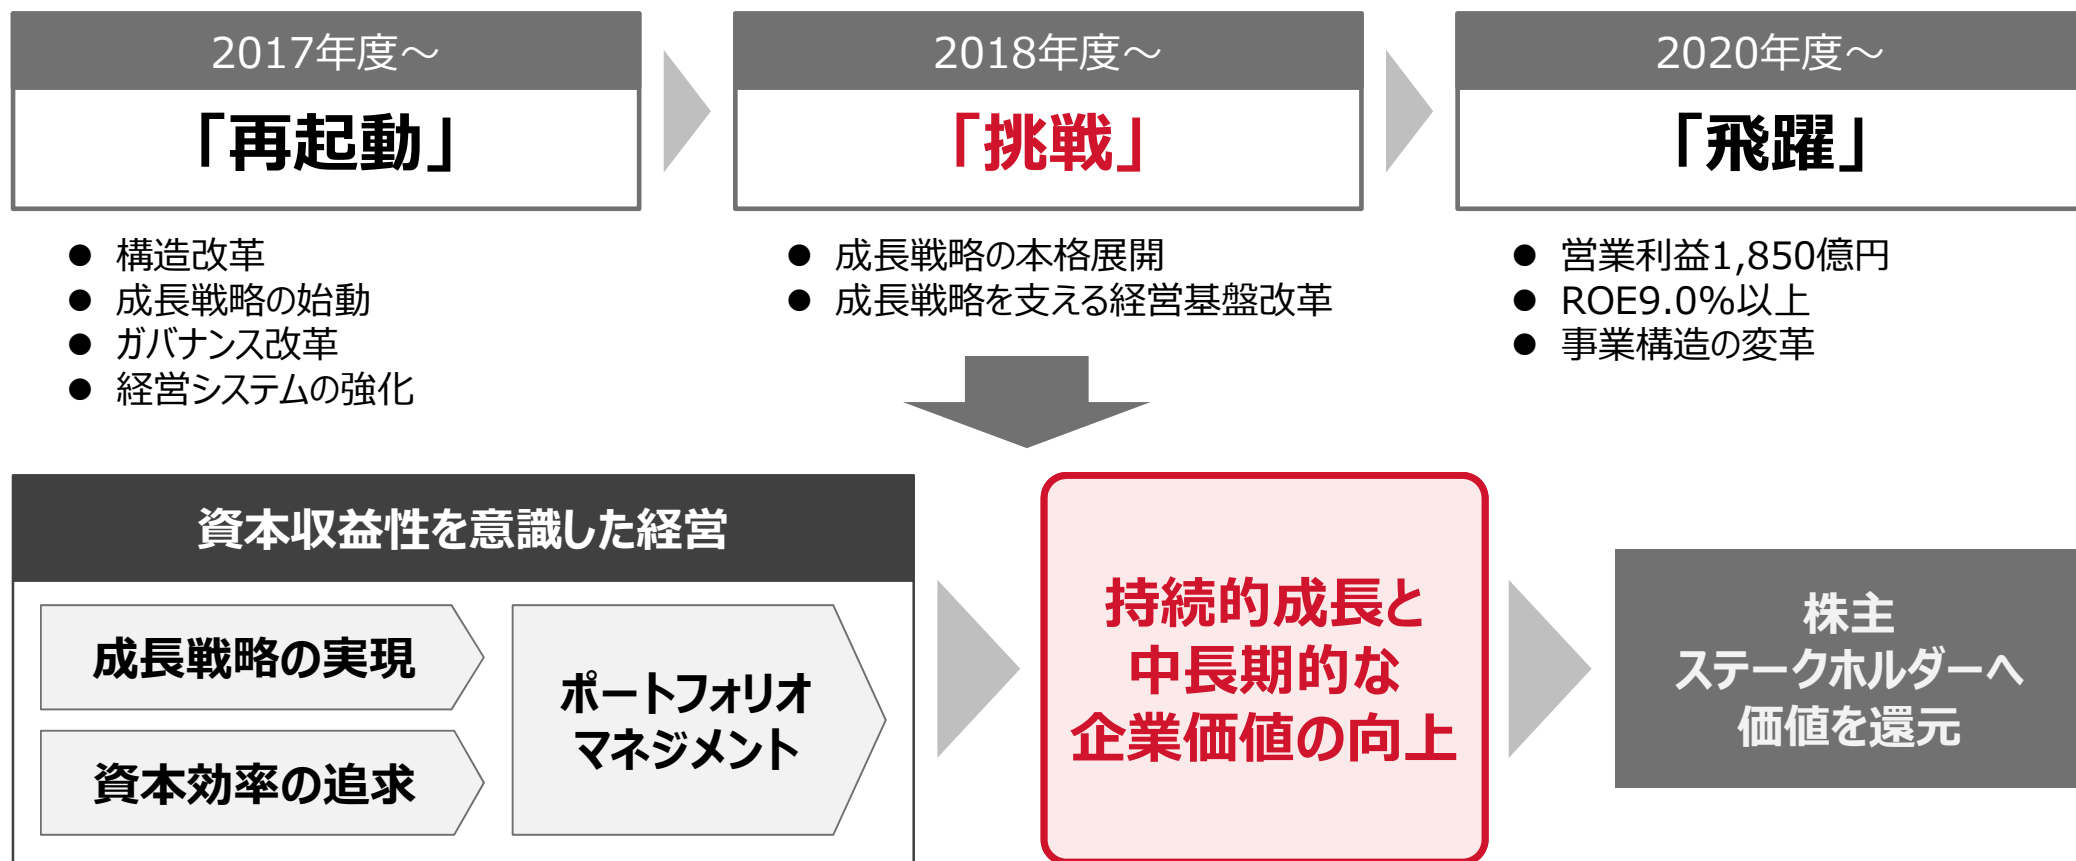 2017年度～
「再起動」
● 構造改革
● 成長戦略の始動
● ガバナンス改革
● 経営システムの強化
2018年度～
「挑戦」
● 成長戦略の本格展開
● 成長戦略を支える経営基盤改革
2020年度～
「飛躍」
● 営業利益1,850億円
● ROE9.0%以上
● 事業構造の変革
資本収益性を意識した経営
成長戦略の実現
資本効率の追求
ポートフォリオ
マネジメント
持続的成長と
中長期的な
企業価値の向上
株主
ステークホルダーへ
価値を還元